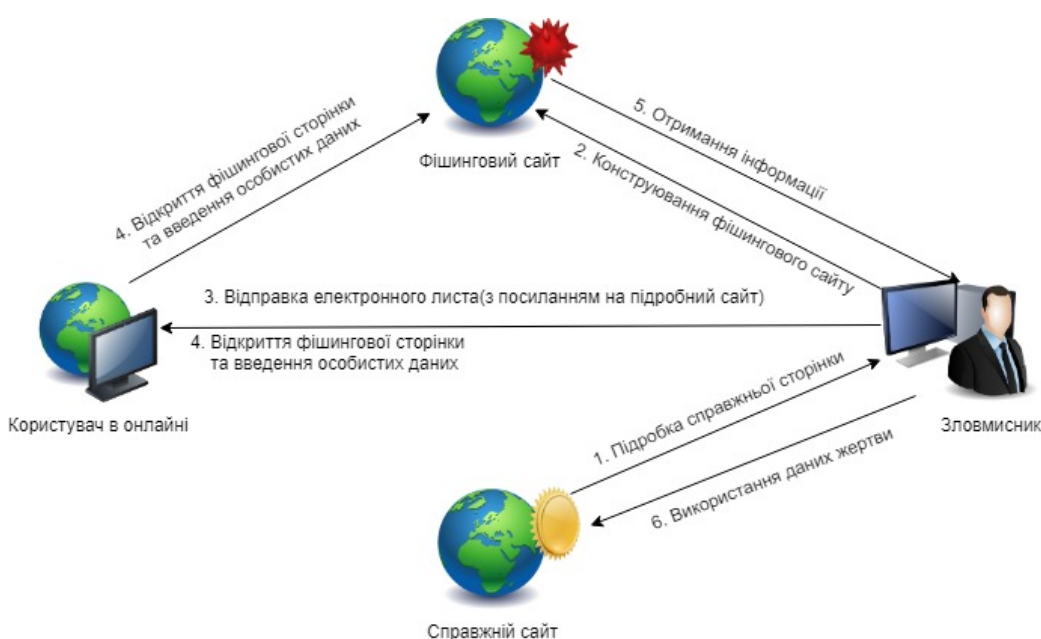 Фішинговий сайт
4. Відкриття фішингової сторінки
та введення особистих даних
5. Отримання інформації
2. Конструювання фішингового сайту
3. Відправка електронного листа(з посиланням на підробний сайт)
4. Відкриття фішингової сторінки
та введення особистих даних
Користувач в онлайні
Зловмисник
1. Підробка справжньої сторінки
6. Використання даних жертви
Справжній сайт